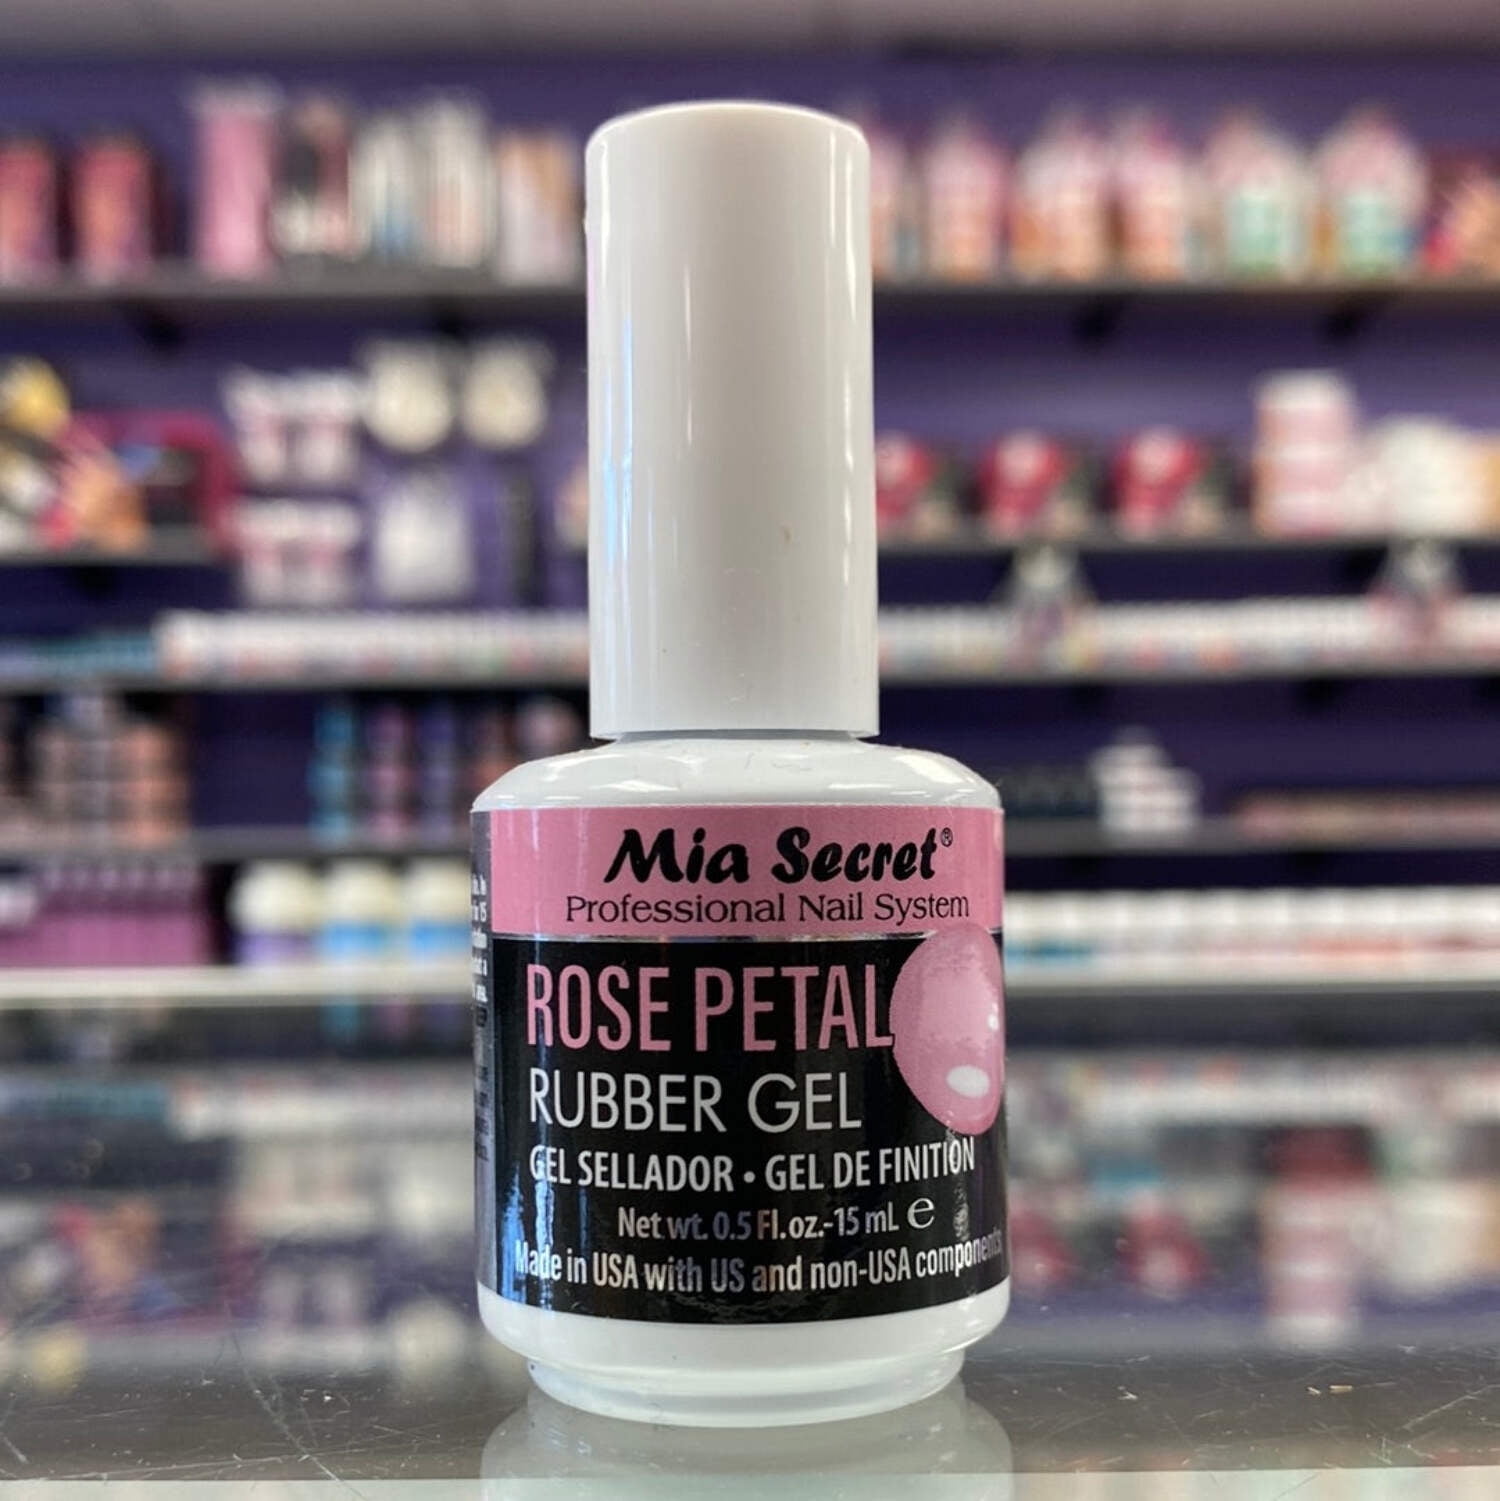 Mia Secret®
Professional Nail System
ROSE PETAL
RUBBER GEL
GEL SELLADOR • GEL DE FINITION
Net wt. 0.5 Fl.oz.-15 mL ℮
Made in USA with US and non-USA components